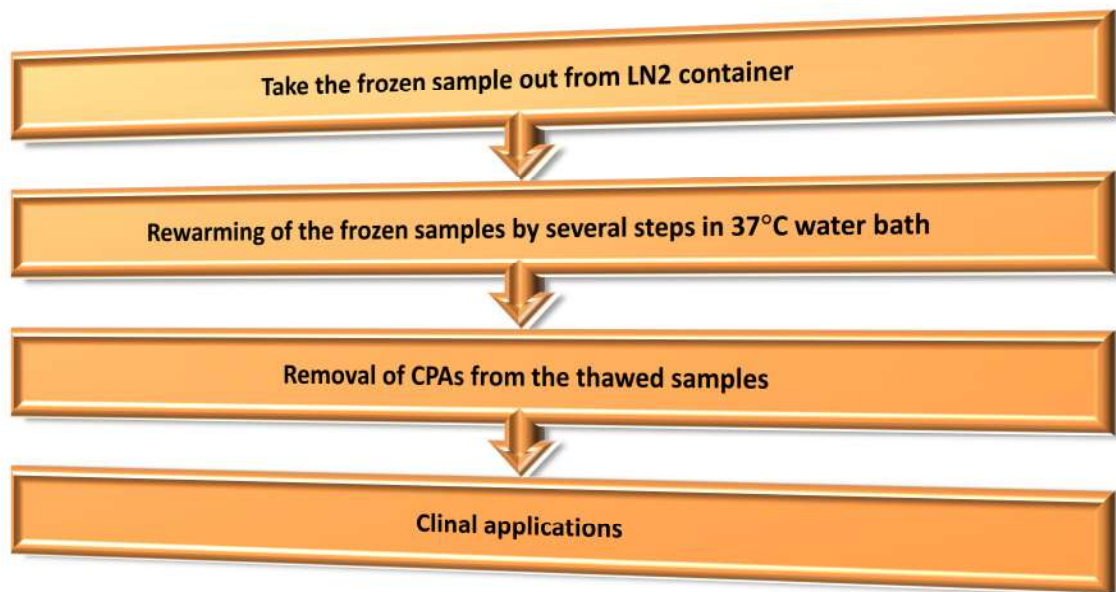 Take the frozen sample out from LN2 container
Rewarming of the frozen samples by several steps in 37°C water bath
Removal of CPAs from the thawed samples
Clinal applications